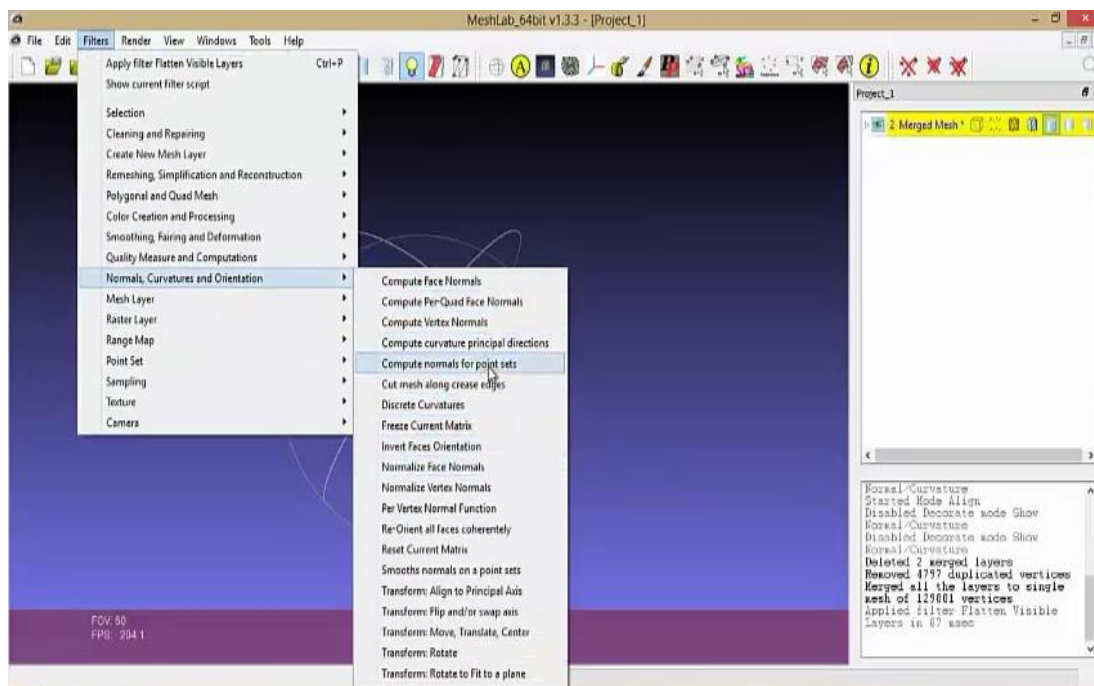 MeshLab_64bit v1.3.3 - [Project_1]
File Edit Filters Render View Windows Tools Help
Apply filter Flatten Visible Layers Ctrl+P
Show current filter script
Selection
Cleaning and Repairing
Create New Mesh Layer
Remeshing, Simplification and Reconstruction
Polygonal and Quad Mesh
Color Creation and Processing
Smoothing, Fairing and Deformation
Quality Measure and Computations
Normals, Curvatures and Orientation
Mesh Layer
Raster Layer
Range Map
Point Set
Sampling
Texture
Camera
Compute Face Normals
Compute Per-Quad Face Normals
Compute Vertex Normals
Compute curvature principal directions
Compute normals for point sets
Cut mesh along crease edges
Discrete Curvatures
Freeze Current Matrix
Invert Faces Orientation
Normalize Face Normals
Normalize Vertex Normals
Per Vertex Normal Function
Re-Orient all faces coherently
Reset Current Matrix
Smooths normals on a point sets
Transform: Align to Principal Axis
Transform: Flip and/or swap axis
Transform: Move, Translate, Center
Transform: Rotate
Transform: Rotate to Fit to a plane
FOV: 60
FPS: 204.1
Project_1
2 Merged Mesh *
Normal/Curvature
Started Mode Align
Disabled Decorate mode Show
Normal/Curvature
Disabled Decorate mode Show
Normal/Curvature
Deleted 2 merged layers
Removed 4797 duplicated vertices
Merged all the layers to single
mesh of 129001 vertices
Applied filter Flatten Visible
Layers in 87 msec